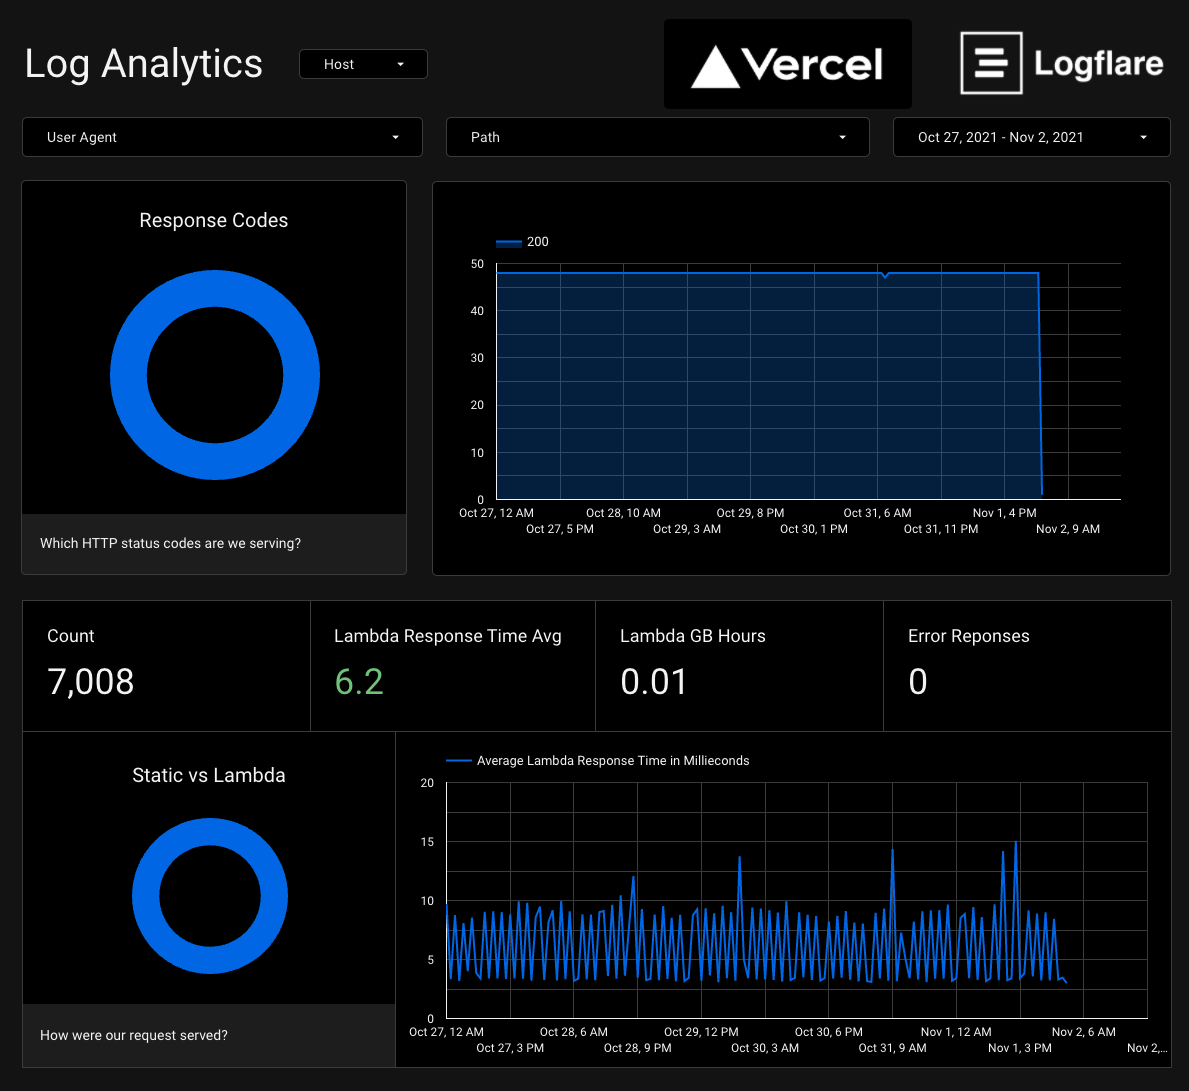 Log Analytics
Host
Vercel
Logflare
User Agent
Path
Oct 27, 2021 - Nov 2, 2021
Response Codes
Which HTTP status codes are we serving?
200
50
40
30
20
10
0
Oct 27, 12 AM
Oct 28, 10 AM
Oct 29, 8 PM
Oct 31, 6 AM
Nov 1, 4 PM
Oct 27, 5 PM
Oct 29, 3 AM
Oct 30, 1 PM
Oct 31, 11 PM
Nov 2, 9 AM
Count
7,008
Lambda Response Time Avg
6.2
Lambda GB Hours
0.01
Error Reponses
0
Static vs Lambda
How were our request served?
Average Lambda Response Time in Millieconds
20
15
10
5
0
Oct 27, 12 AM
Oct 28, 6 AM
Oct 29, 12 PM
Oct 30, 6 PM
Nov 1, 12 AM
Nov 2, 6 AM
Oct 27, 3 PM
Oct 28, 9 PM
Oct 30, 3 AM
Oct 31, 9 AM
Nov 1, 3 PM
Nov 2,...